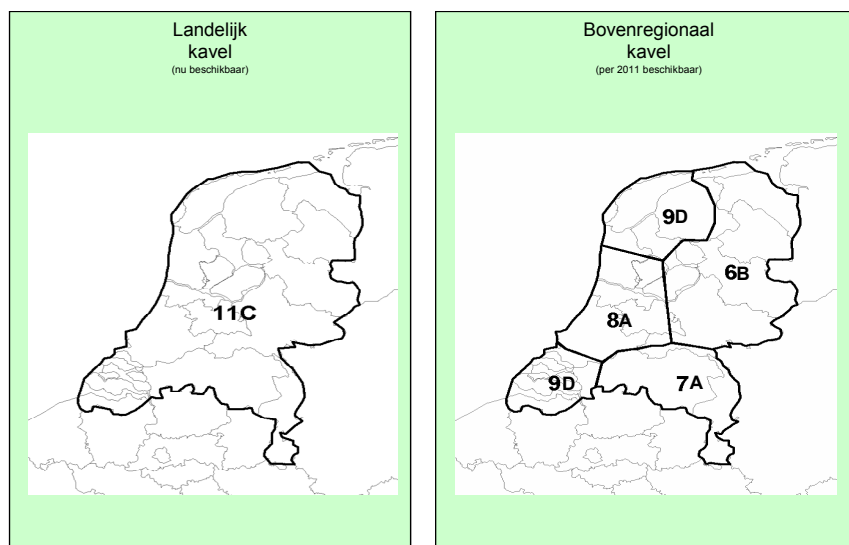 Landelijk
kavel
(nu beschikbaar)
11C
Bovenregionaal
kavel
(per 2011 beschikbaar)
9D
6B
8A
9D
7A